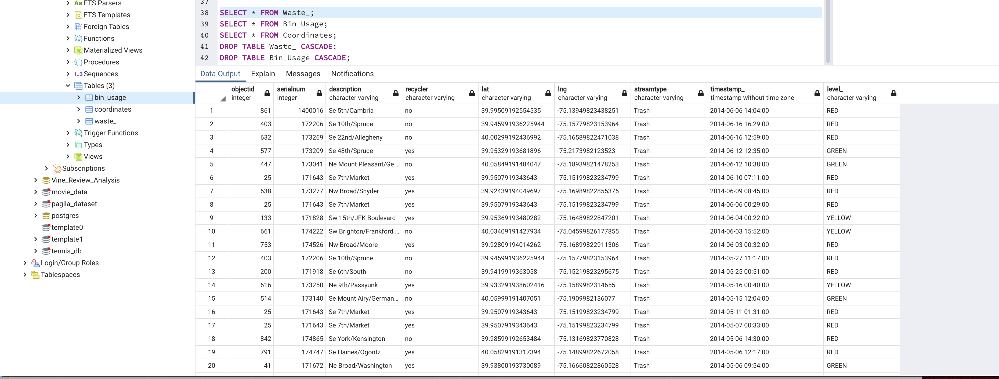 Aa FTS Parsers
FTS Templates
Foreign Tables
Functions
Materialized Views
Procedures
1..3 Sequences
Tables (3)
bin_usage
coordinates
waste_
Trigger Functions
Types
Views
Subscriptions
Vine_Review_Analysis
movie_data
pagila_dataset
postgres
template0
template1
tennis_db
Login/Group Roles
Tablespaces
37
38 SELECT * FROM Waste_;
39 SELECT * FROM Bin_Usage;
40 SELECT * FROM Coordinates;
41 DROP TABLE Waste_ CASCADE;
42 DROP TABLE Bin_Usage CASCADE;
Data Output Explain Messages Notifications
objectid serialnum description recycler lat lng streamtype timestamp_ level_
integer integer character varying character varying character varying character varying character varying timestamp without time zone character varying
1 861 1400016 Se 5th/Cambria no 39.99509192554535 -75.13949823438251 Trash 2014-06-06 14:04:00 RED
2 403 172206 Se 10th/Spruce no 39.945991936225944 -75.15779823153964 Trash 2014-06-16 16:29:00 RED
3 632 173269 Se 22nd/Allegheny no 40.00299192436992 -75.16589822471038 Trash 2014-06-16 12:59:00 RED
4 577 173209 Se 48th/Spruce yes 39.95329193681896 -75.2173982123523 Trash 2014-06-12 12:35:00 GREEN
5 447 173041 Ne Mount Pleasant/Ge... no 40.05849191484047 -75.18939821478253 Trash 2014-06-12 10:38:00 GREEN
6 25 171643 Se 7th/Market yes 39.9507919343643 -75.15199823234799 Trash 2014-06-10 07:11:00 RED
7 638 173277 Nw Broad/Snyder yes 39.92439194049697 -75.16989822855375 Trash 2014-06-09 08:45:00 RED
8 25 171643 Se 7th/Market yes 39.9507919343643 -75.15199823234799 Trash 2014-06-06 00:29:00 RED
9 133 171828 Sw 15th/JFK Boulevard yes 39.95369193480282 -75.16489822847201 Trash 2014-06-04 00:22:00 YELLOW
10 661 174222 Sw Brighton/Frankford ... no 40.03409191427934 -75.04599826177855 Trash 2014-06-03 15:52:00 YELLOW
11 753 174526 Nw Broad/Moore yes 39.92809194014262 -75.16899822911306 Trash 2014-06-03 00:32:00 RED
12 403 172206 Se 10th/Spruce no 39.945991936225944 -75.15779823153964 Trash 2014-05-27 11:17:00 RED
13 200 171918 Se 6th/South no 39.9419919363058 -75.15219823295675 Trash 2014-05-25 00:51:00 RED
14 616 173250 Ne 9th/Passyunk yes 39.933291938602416 -75.1589982314655 Trash 2014-05-16 00:40:00 YELLOW
15 514 173140 Se Mount Airy/German... no 40.05999191407051 -75.1909982136077 Trash 2014-05-15 12:04:00 GREEN
16 25 171643 Se 7th/Market yes 39.9507919343643 -75.15199823234799 Trash 2014-05-11 01:31:00 RED
17 25 171643 Se 7th/Market yes 39.9507919343643 -75.15199823234799 Trash 2014-05-07 00:33:00 RED
18 842 174865 Se York/Kensington no 39.98599192653484 -75.13169823770828 Trash 2014-05-06 14:30:00 RED
19 791 174747 Se Haines/Ogontz yes 40.05829191317394 -75.14899822672058 Trash 2014-05-06 12:17:00 RED
20 41 171672 Ne Broad/Washington yes 39.93800193730089 -75.16660822860528 Trash 2014-05-06 09:54:00 GREEN